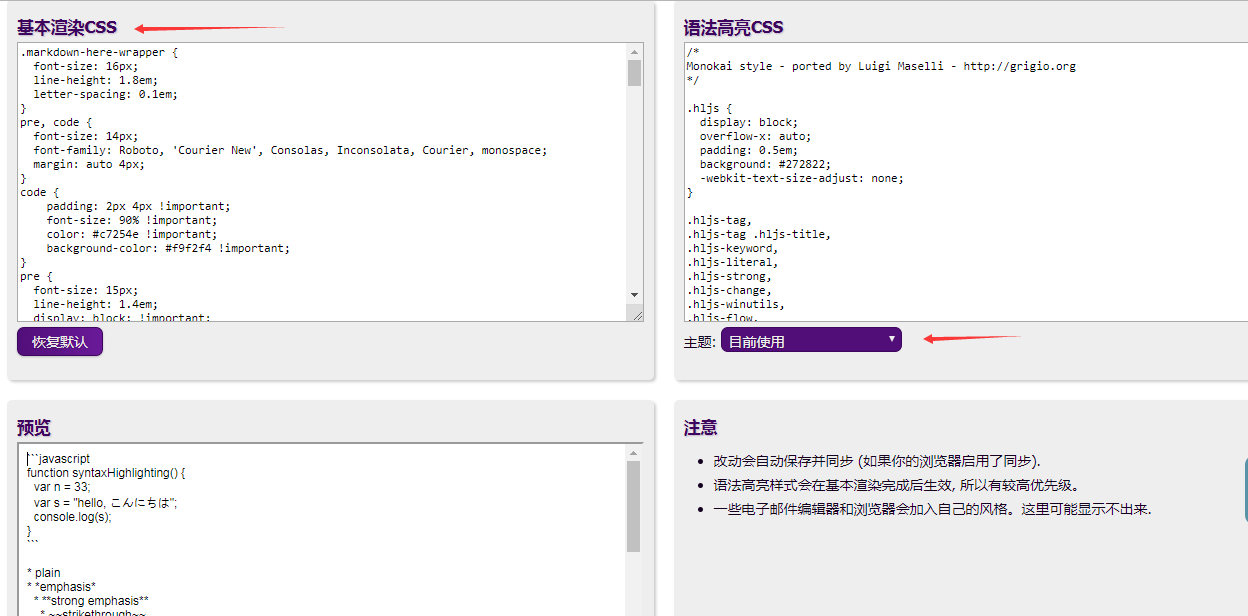 基本渲染CSS
.markdown-here-wrapper {
  font-size: 16px;
  line-height: 1.8em;
  letter-spacing: 0.1em;
}
pre, code {
  font-size: 14px;
  font-family: Roboto, 'Courier New', Consolas, Inconsolata, Courier, monospace;
  margin: auto 4px;
}
code {
    padding: 2px 4px !important;
    font-size: 90% !important;
    color: #c7254e !important;
    background-color: #f9f2f4 !important;
}
pre {
  font-size: 15px;
  line-height: 1.4em;
  display: block; !important;
恢复默认
语法高亮CSS
/*
Monokai style - ported by Luigi Maselli - http://grigio.org
*/
.hljs {
  display: block;
  overflow-x: auto;
  padding: 0.5em;
  background: #272822;
  -webkit-text-size-adjust: none;
}
.hljs-tag,
.hljs-tag .hljs-title,
.hljs-keyword,
.hljs-literal,
.hljs-strong,
.hljs-change,
.hljs-winutils,
.hljs-flow,
主题: 目前使用
预览
```javascript
function syntaxHighlighting() {
  var n = 33;
  var s = "hello, こんにちは";
  console.log(s);
}
```
* plain
* *emphasis*
  * **strong emphasis**
    * ~~strikethrough~~
注意
• 改动会自动保存并同步 (如果你的浏览器启用了同步).
• 语法高亮样式会在基本渲染完成后生效, 所以有较高优先级。
• 一些电子邮件编辑器和浏览器会加入自己的风格。这里可能显示不出来.